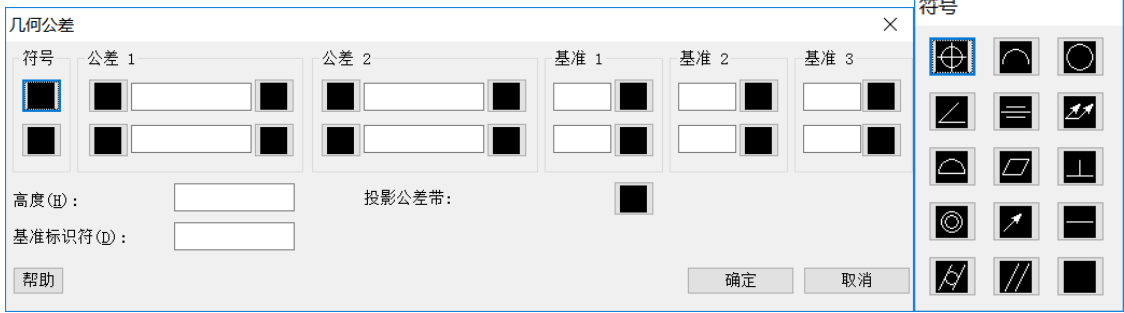 几何公差
符号
符号 公差 1 公差 2 基准 1 基准 2 基准 3
高度(H): 投影公差带:
基准标识符(D):
帮助 确定 取消